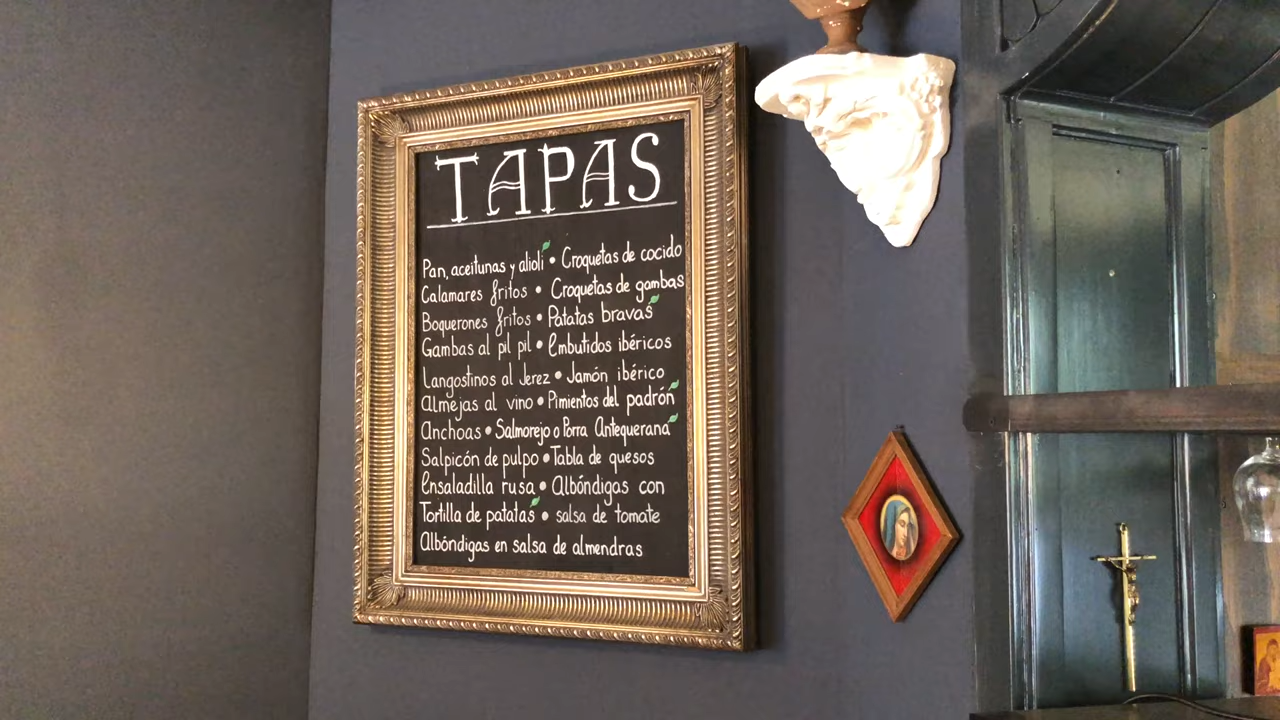 TAPAS
Pan, aceitunas y alioli • Croquetas de cocido
Calamares fritos • Croquetas de gambas
Boquerones fritos • Patatas bravas
Gambas al pil pil • Embutidos ibéricos
Langostinos al Jerez • Jamón ibérico
Almejas al vino • Pimientos del padrón
Anchoas • Salmorejo o Porra Antequerana
Salpicón de pulpo • Tabla de quesos
Ensaladilla rusa • Albóndigas con
Tortilla de patatas • salsa de tomate
Albóndigas en salsa de almendras